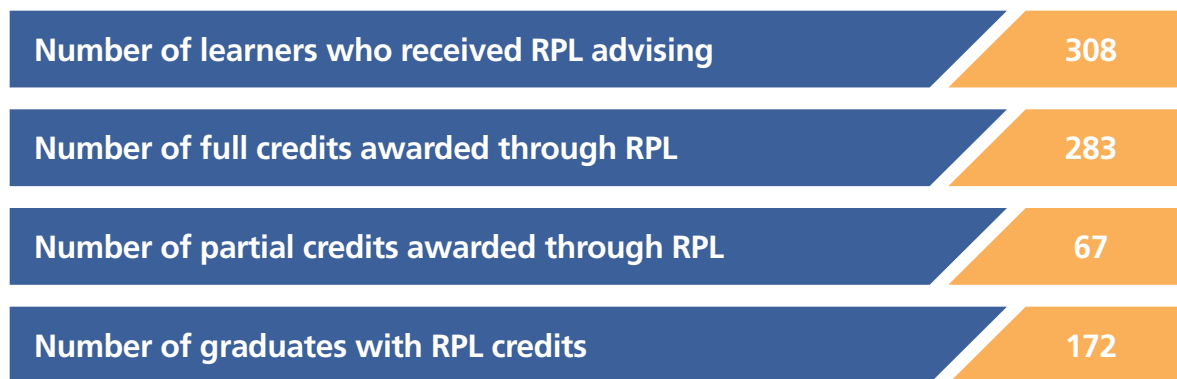 Number of learners who received RPL advising 308
Number of full credits awarded through RPL 283
Number of partial credits awarded through RPL 67
Number of graduates with RPL credits 172